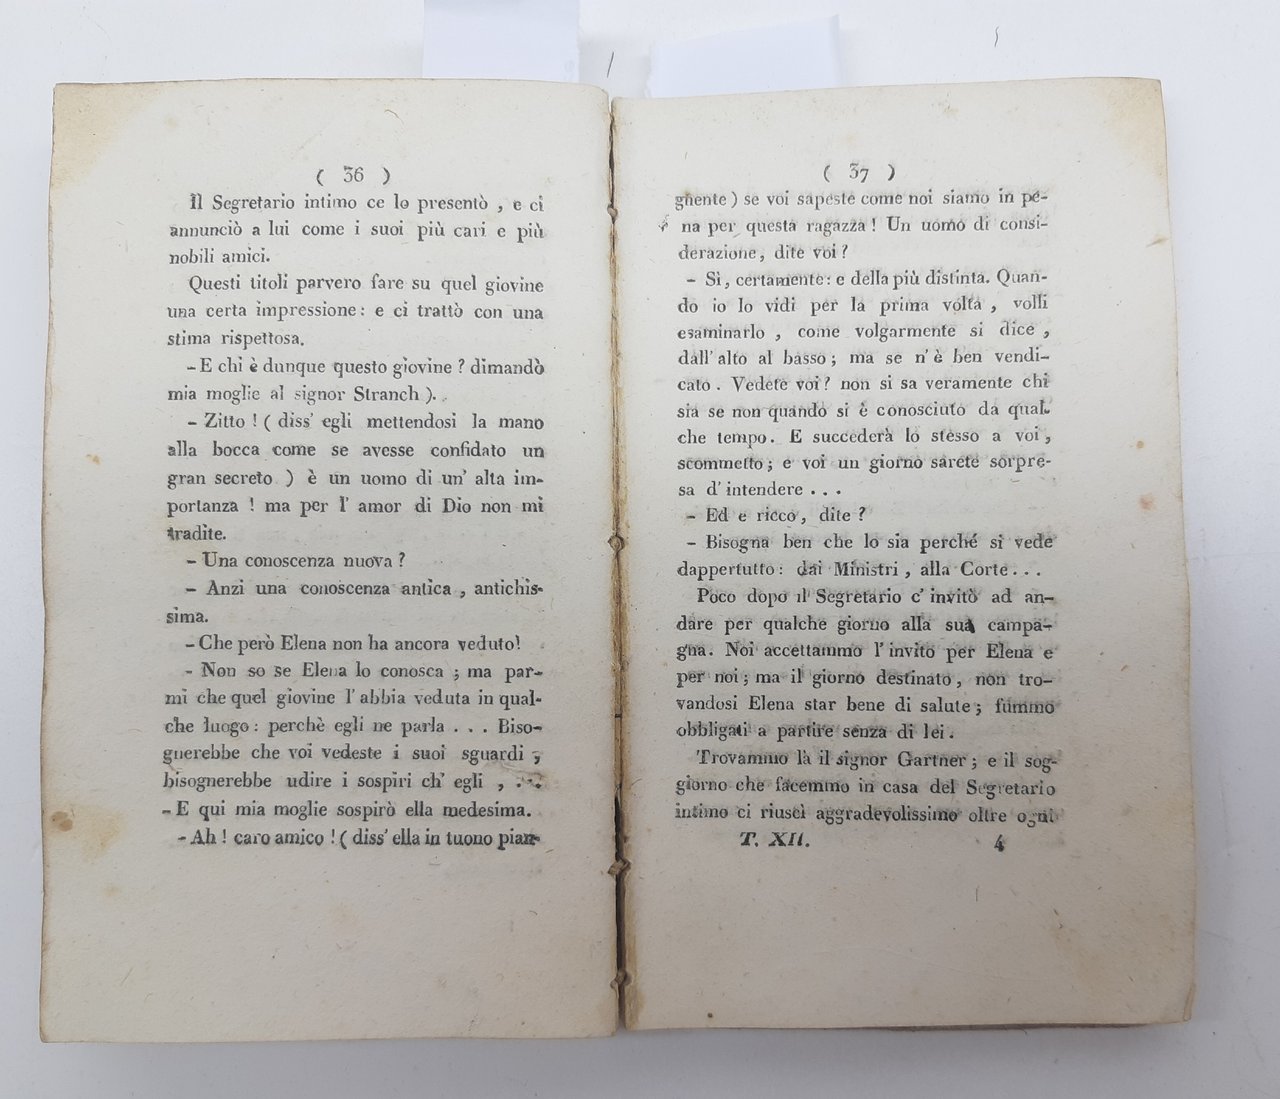 ( 36 )
Il Segretario intimo ce lo presentò , e ci
annunciò a lui come i suoi più cari e più
nobili amici.
Questi titoli parvero fare su quel giovine
una certa impressione : e ci trattò con una
stima rispettosa.
- E chi è dunque questo giovine ? dimandò
mia moglie al signor Stranch ).
- Zitto ! ( diss' egli mettendosi la mano
alla bocca come se avesse confidato un
gran secreto ) è un uomo di un' alta im-
portanza ! ma per l' amor di Dio non mi
tradite.
- Una conoscenza nuova ?
- Anzi una conoscenza antica , antichis-
sima.
- Che però Elena non ha ancora veduto!
- Non so se Elena lo conosca ; ma par-
mi che quel giovine l' abbia veduta in qual-
che luogo : perchè egli ne parla . . . Biso-
gnerebbe che voi vedeste i suoi sguardi ,
bisognerebbe udire i sospiri ch' egli , . . .
- E qui mia moglie sospirò ella medesima.
- Ah ! caro amico ! ( diss' ella in tuono pian-
( 37 )
gnente ) se voi sapeste come noi siamo in pe-
na per questa ragazza ! Un uomo di consi-
derazione, dite voi ?
- Sì, certamente : e della più distinta. Quan-
do io lo vidi per la prima volta , volli
esaminarlo , come volgarmente si dice ,
dall' alto al basso ; ma se n' è ben vendi-
cato . Vedete voi ? non si sa veramente chi
sia se non quando si è conosciuto da qual-
che tempo. E succederà lo stesso a voi ,
scommetto ; e voi un giorno sarete sorpre-
sa d' intendere . . .
- Ed e ricco, dite ?
- Bisogna ben che lo sia perché si vede
dappertutto : dai Ministri , alla Corte . . .
Poco dopo il Segretario c' invitò ad an-
dare per qualche giorno alla sua campa-
gna. Noi accettammo l' invito per Elena e
per noi ; ma il giorno destinato , non tro-
vandosi Elena star bene di salute ; fummo
obbligati a partire senza di lei .
Trovammo là il signor Gartner ; e il sog-
giorno che facemmo in casa del Segretario
intimo ci riuscì aggradevolissimo oltre ogni
T. XII. 4